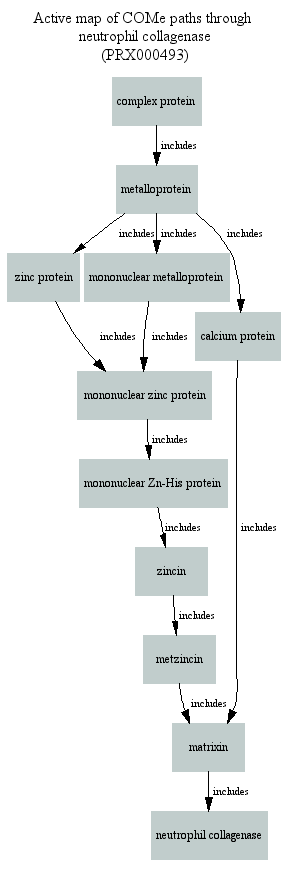 Active map of COMe paths through
neutrophil collagenase
(PRX000493)
complex protein
includes
metalloprotein
includes includes includes
zinc protein mononuclear metalloprotein
calcium protein
includes includes
mononuclear zinc protein
includes
mononuclear Zn-His protein
includes includes
zincin
includes
metzincin
includes
matrixin
includes
neutrophil collagenase